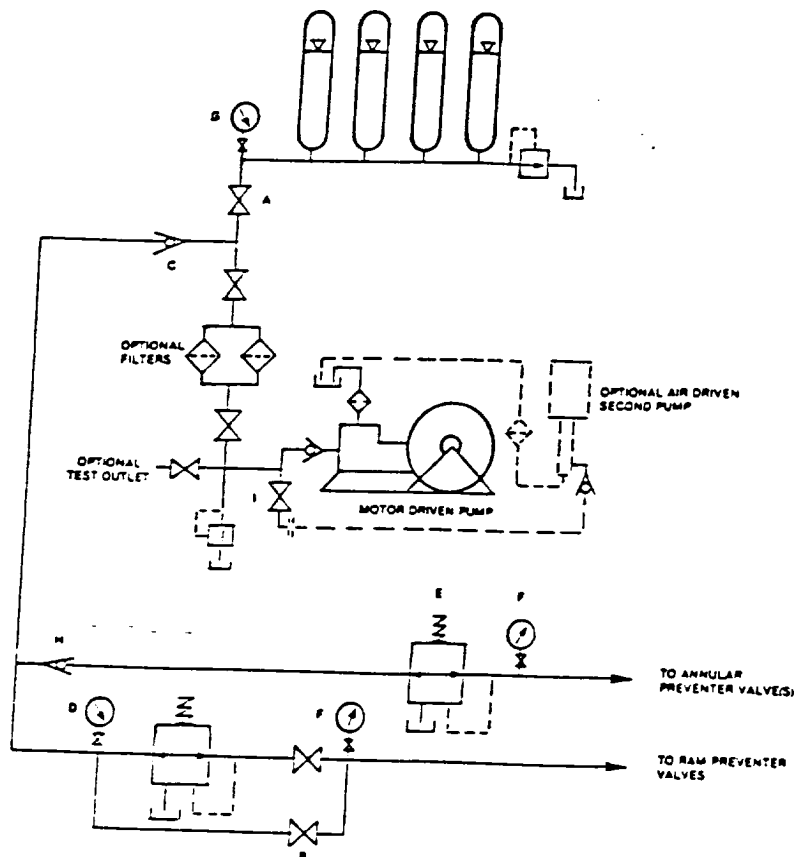 G
A
C
OPTIONAL
FILTERS
OPTIONAL AIR DRIVEN
SECOND PUMP
OPTIONAL
TEST OUTLET
I
MOTOR DRIVEN PUMP
E
F
H
TO ANNULAR
PREVENTER VALVE(S)
D
F
TO RAM PREVENTER
VALVES